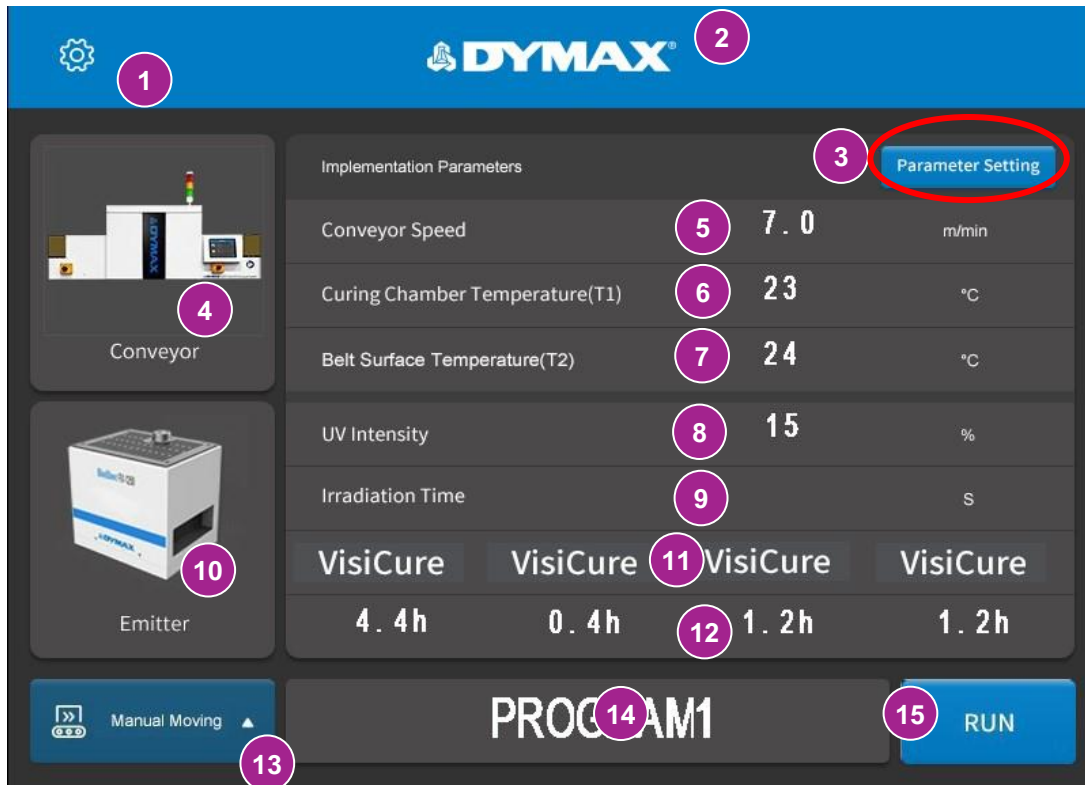 1
DYMAX®
2
Implementation Parameters
3
Parameter Setting
Conveyor Speed 5 7.0 m/min
Curing Chamber Temperature(T1) 6 23 °C
4
Conveyor
Belt Surface Temperature(T2) 7 24 °C
UV Intensity 8 15 %
Irradiation Time 9 S
DYMAX
10
Emitter
VisiCure VisiCure 11 VisiCure VisiCure
4.4h 0.4h 12 1.2h 1.2h
Manual Moving
13
PROGRAM1
14
15
RUN